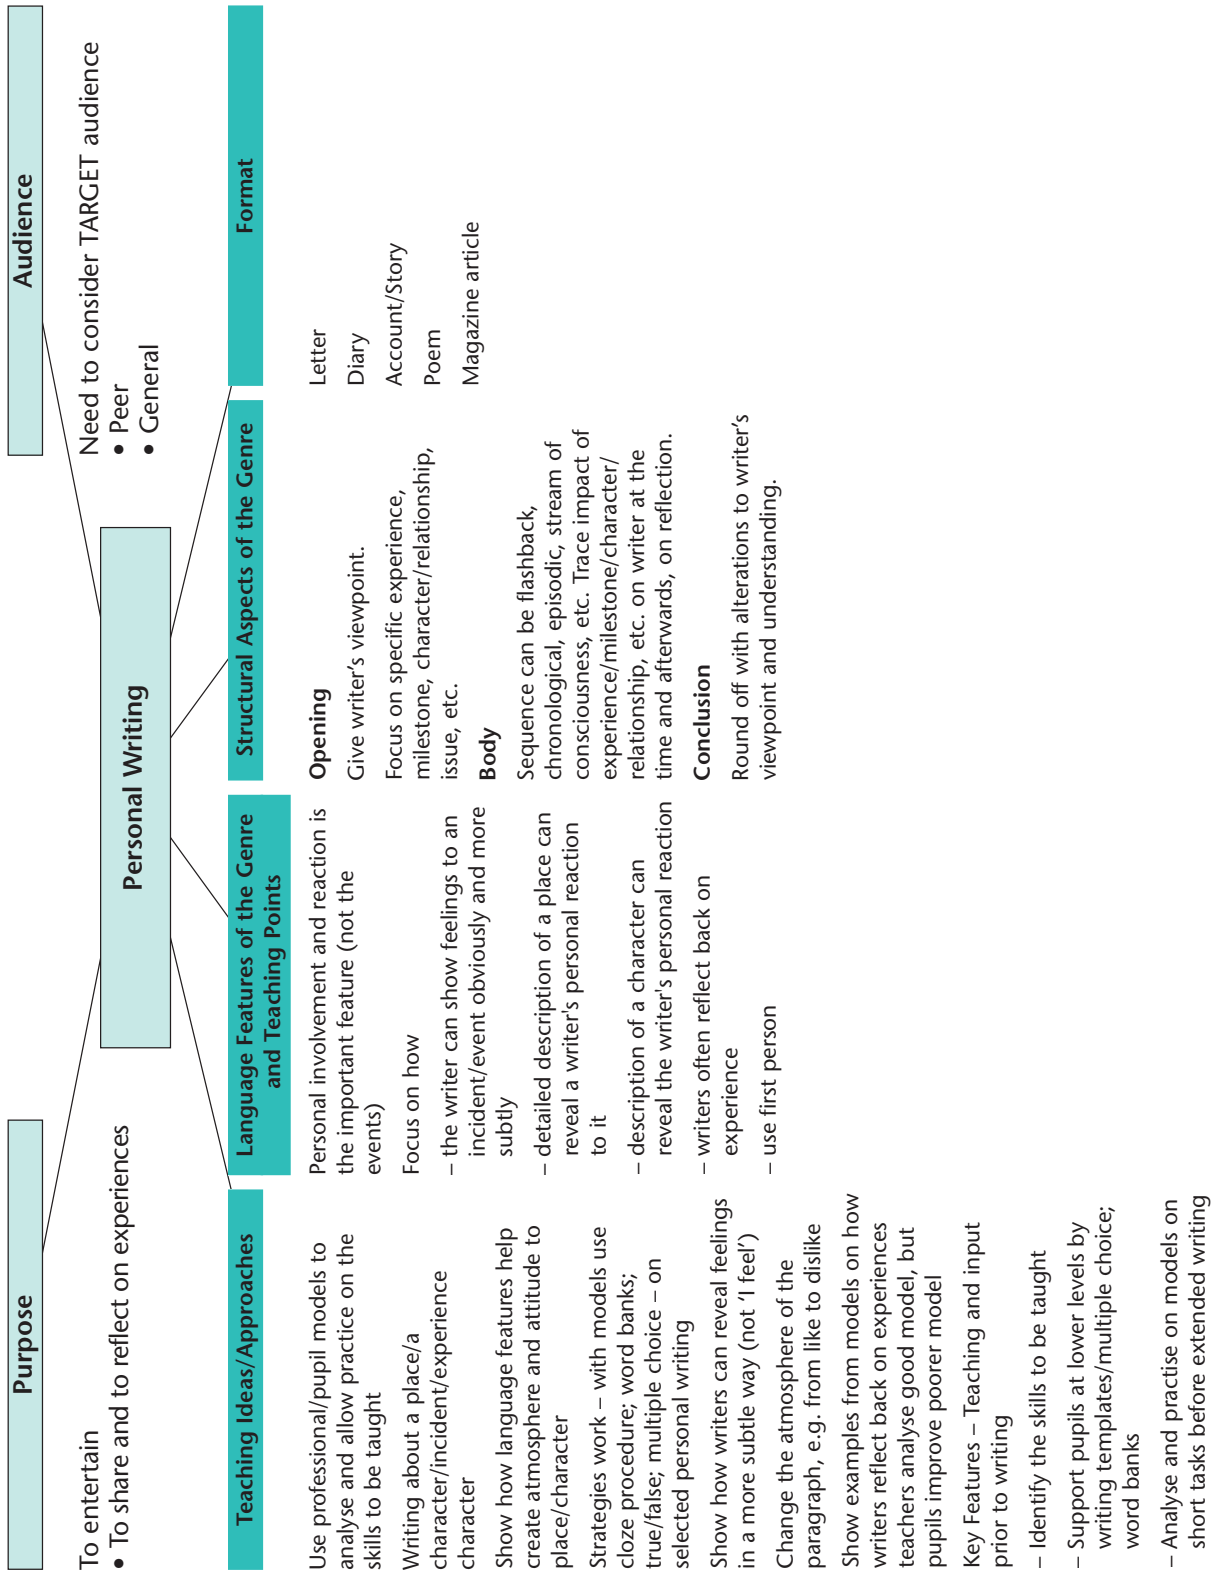 Purpose
Audience
Personal Writing
To entertain
• To share and to reflect on experiences
Need to consider TARGET audience
• Peer
• General
Teaching Ideas/Approaches
Use professional/pupil models to
analyse and allow practice on the
skills to be taught
Writing about a place/a
character/incident/experience
character
Show how language features help
create atmosphere and attitude to
place/character
Strategies work – with models use
cloze procedure; word banks;
true/false; multiple choice – on
selected personal writing
Show how writers can reveal feelings
in a more subtle way (not 'I feel')
Change the atmosphere of the
paragraph, e.g. from like to dislike
Show examples from models on how
writers reflect back on experiences
teachers analyse good model, but
pupils improve poorer model
Key Features – Teaching and input
prior to writing
– Identify the skills to be taught
– Support pupils at lower levels by
writing templates/multiple choice;
word banks
– Analyse and practise on models on
short tasks before extended writing
Language Features of the Genre
and Teaching Points
Personal involvement and reaction is
the important feature (not the
events)
Focus on how
– the writer can show feelings to an
incident/event obviously and more
subtly
– detailed description of a place can
reveal a writer's personal reaction
to it
– description of a character can
reveal the writer's personal reaction
– writers often reflect back on
experience
– use first person
Structural Aspects of the Genre
Opening
Give writer's viewpoint.
Focus on specific experience,
milestone, character/relationship,
issue, etc.
Body
Sequence can be flashback,
chronological, episodic, stream of
consciousness, etc. Trace impact of
experience/milestone/character/
relationship, etc. on writer at the
time and afterwards, on reflection.
Conclusion
Round off with alterations to writer's
viewpoint and understanding.
Format
Letter
Diary
Account/Story
Poem
Magazine article